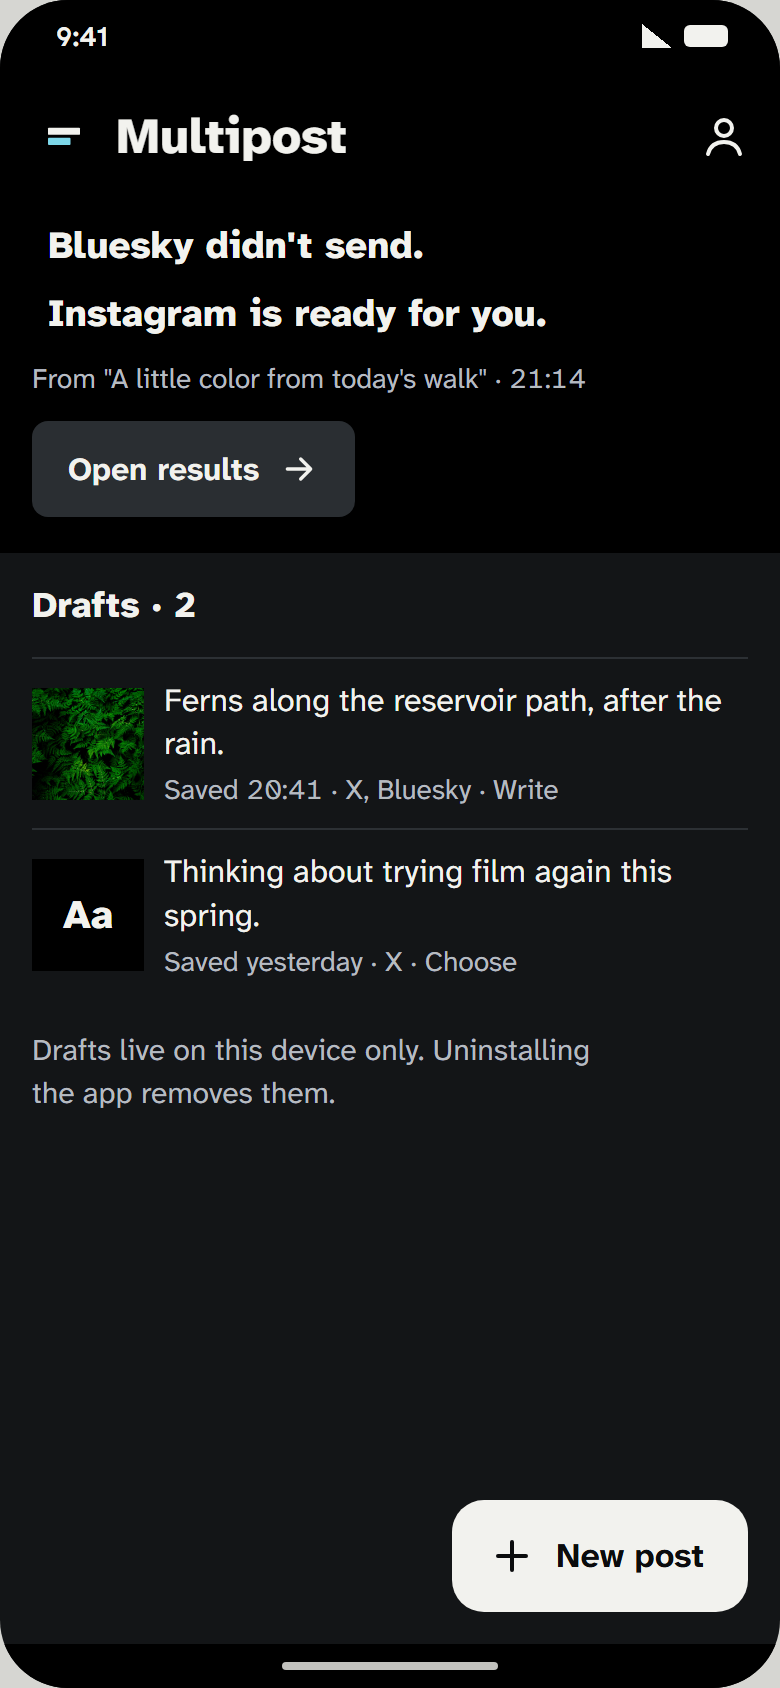 9:41
Multipost
Bluesky didn't send.
Instagram is ready for you.
From "A little color from today's walk" · 21:14
Open results
Drafts · 2
Ferns along the reservoir path, after the
rain.
Saved 20:41 · X, Bluesky · Write
Aa
Thinking about trying film again this
spring.
Saved yesterday · X · Choose
Drafts live on this device only. Uninstalling
the app removes them.
New post